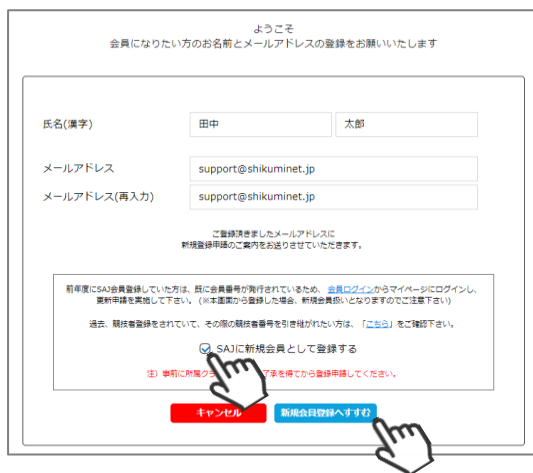 ようこそ
会員になりたい方のお名前とメールアドレスの登録をお願いいたします
氏名(漢字) 田中 太郎
メールアドレス support@shikuminet.jp
メールアドレス(再入力) support@shikuminet.jp
ご登録頂きましたメールアドレスに
新規登録申請のご案内をお送りさせていただきます。
前年度にSAJ会員登録していた方は、既に会員番号が発行されているため、会員ログインからマイページにログインし、
更新申請を実施して下さい。(※本画面から登録した場合、新規会員扱いとなりますのでご注意下さい)
過去、競技者登録をされていて、その際の競技者番号を引き継がれたい方は、「こちら」をご確認下さい。
SAJに新規会員として登録する
注）事前に所属ク 了承を得てから登録申請してください。
キャンセル 新規会員登録へすすむ